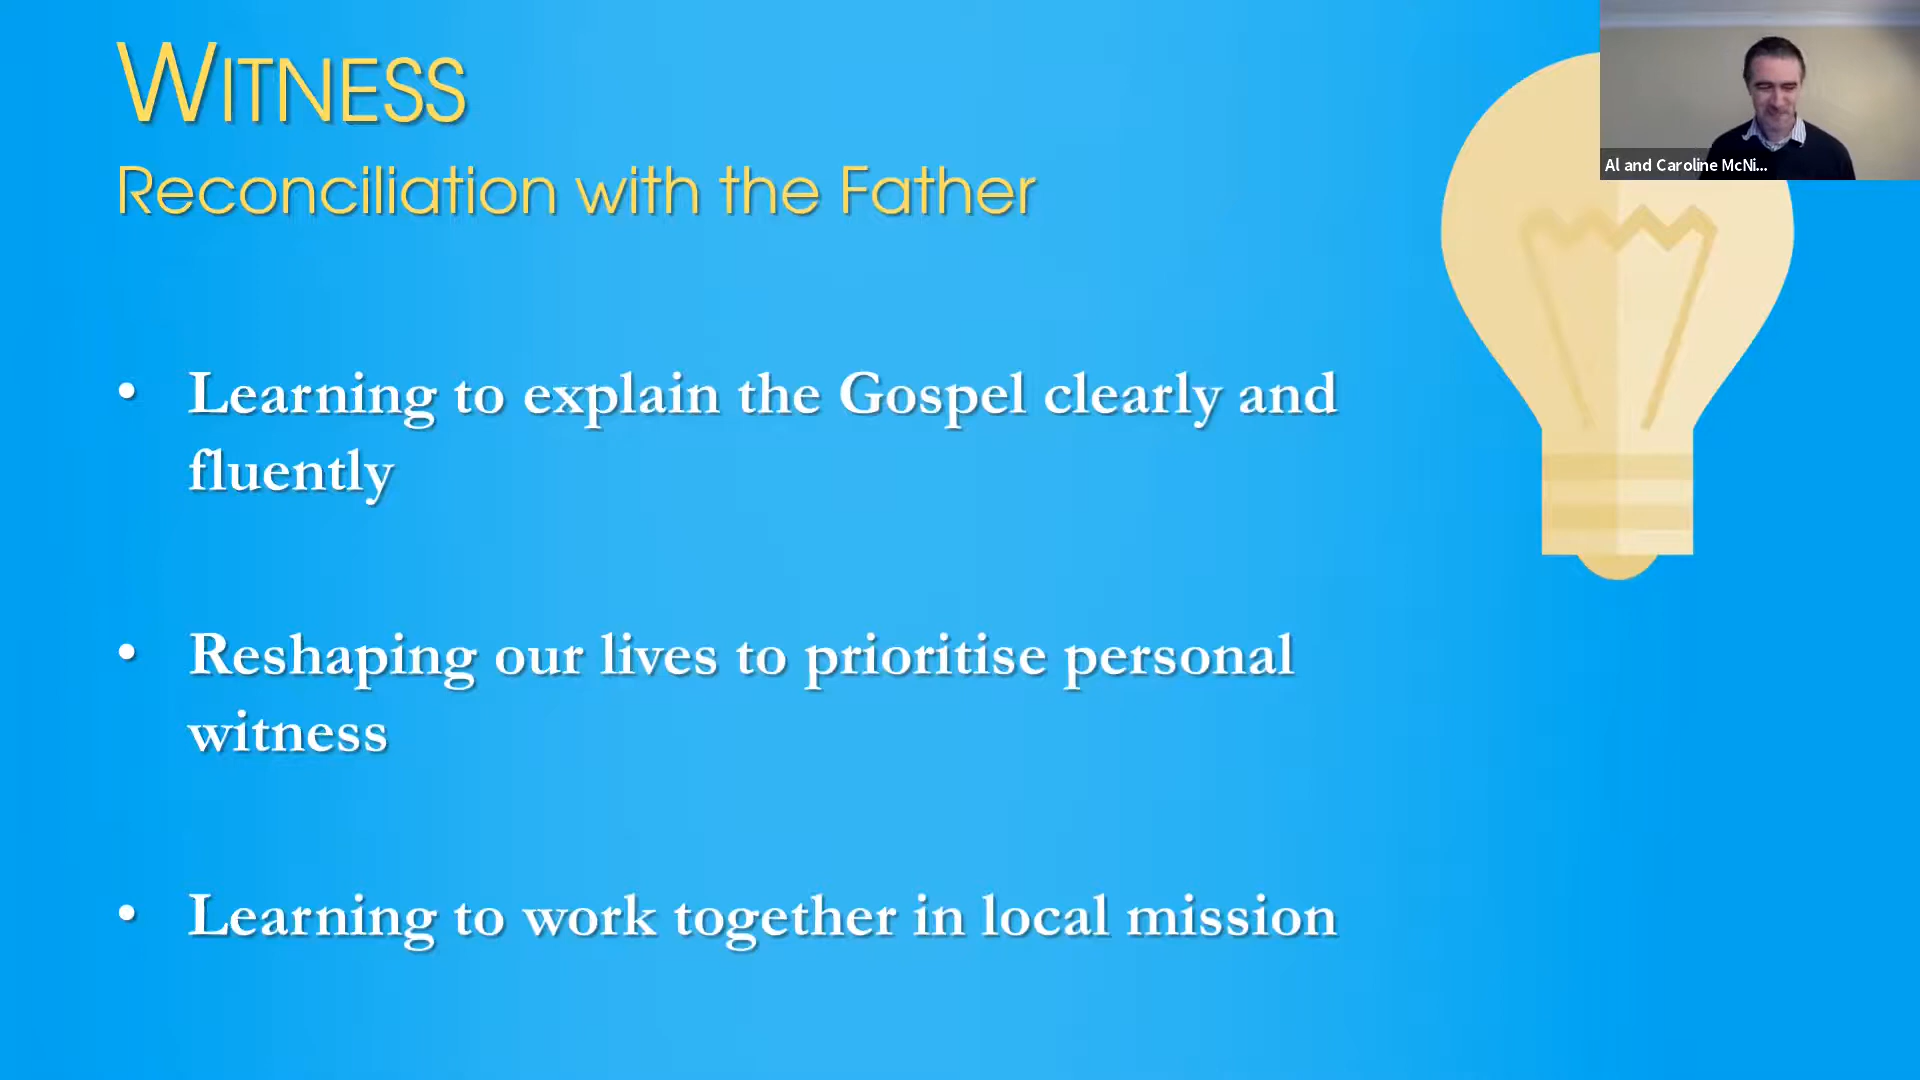 WITNESS
Reconciliation with the Father
Al and Caroline McNi...
• Learning to explain the Gospel clearly and
fluently
• Reshaping our lives to prioritise personal
witness
• Learning to work together in local mission